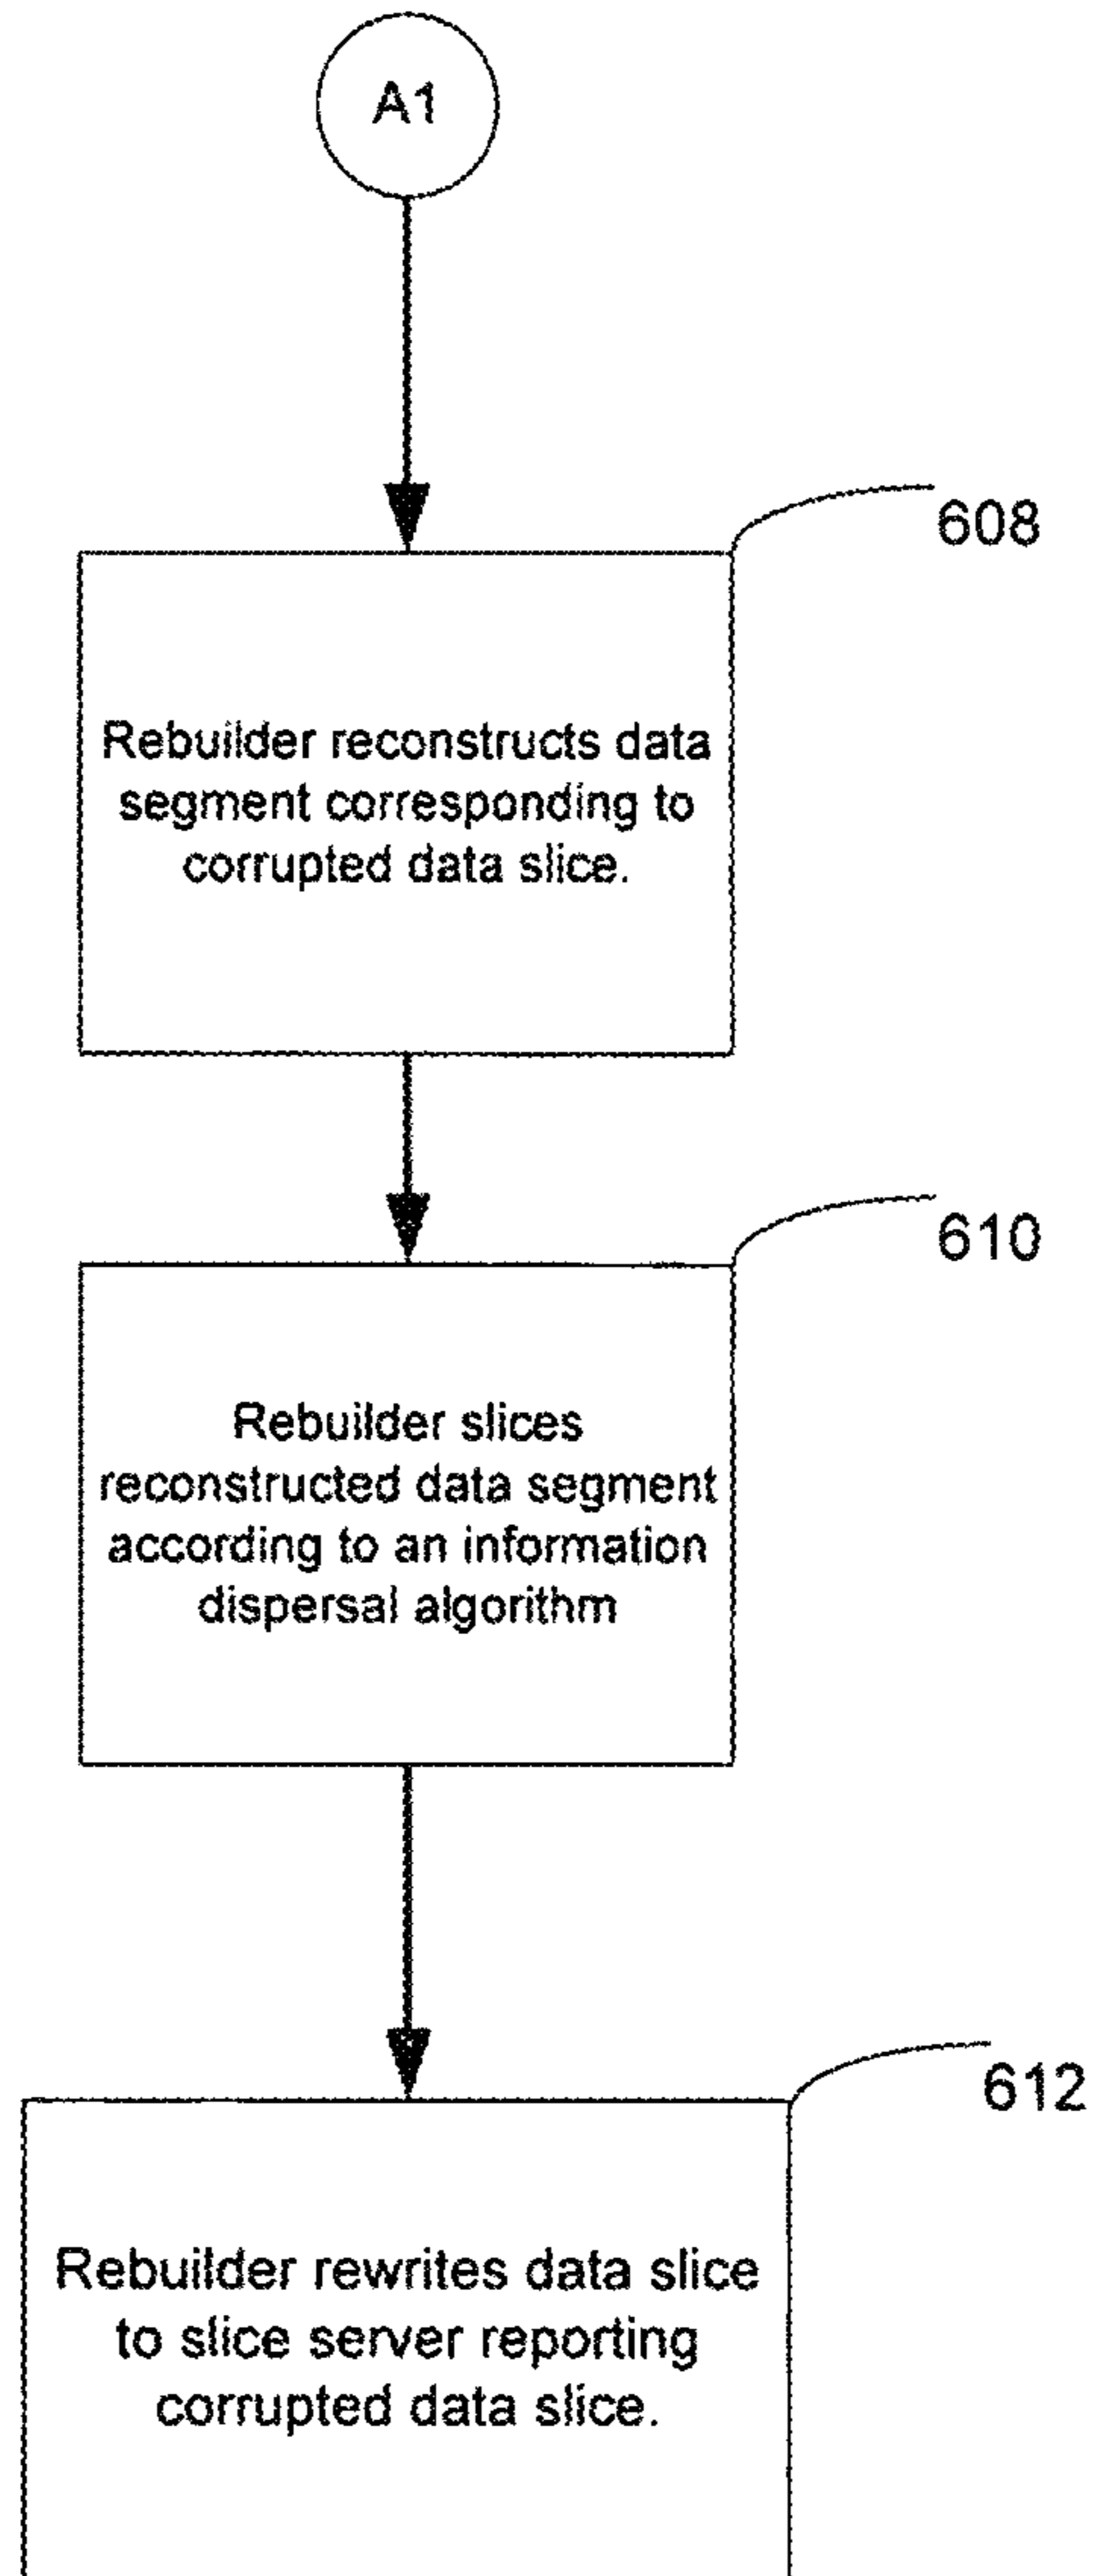 A1
608
Rebuilder reconstructs data
segment corresponding to
corrupted data slice.
610
Rebuilder slices
reconstructed data segment
according to an information
dispersal algorithm
612
Rebuilder rewrites data slice
to slice server reporting
corrupted data slice.